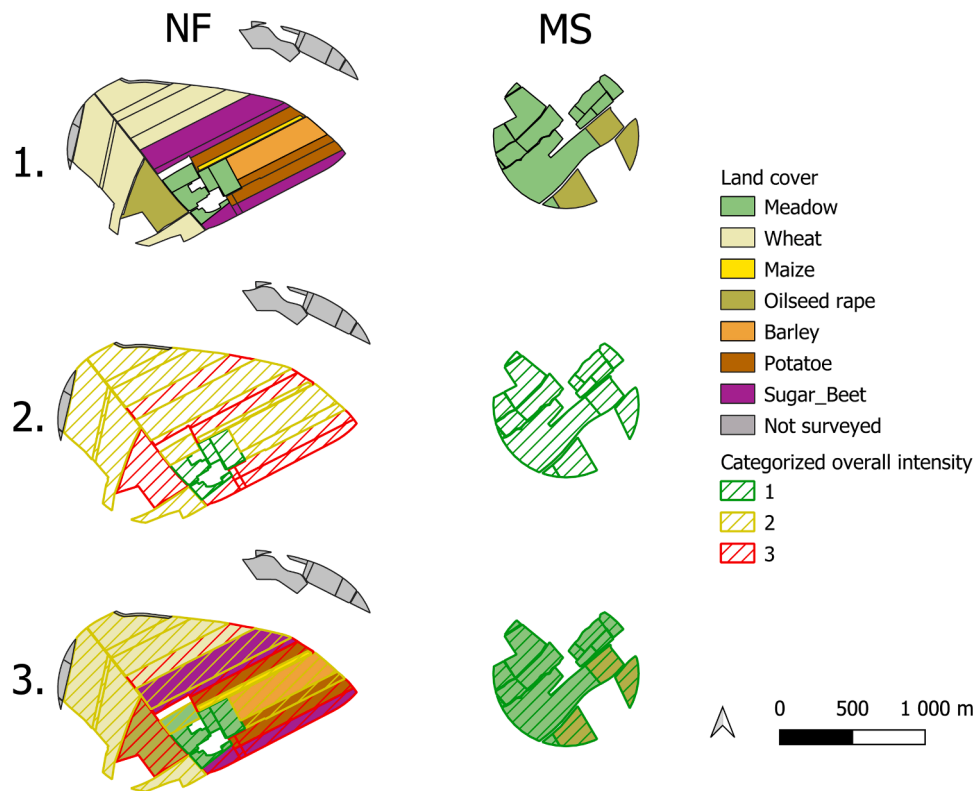 NF
MS
1.
2.
3.
Land cover
Meadow
Wheat
Maize
Oilseed rape
Barley
Potatoe
Sugar_Beet
Not surveyed
Categorized overall intensity
1
2
3
0 500 1 000 m